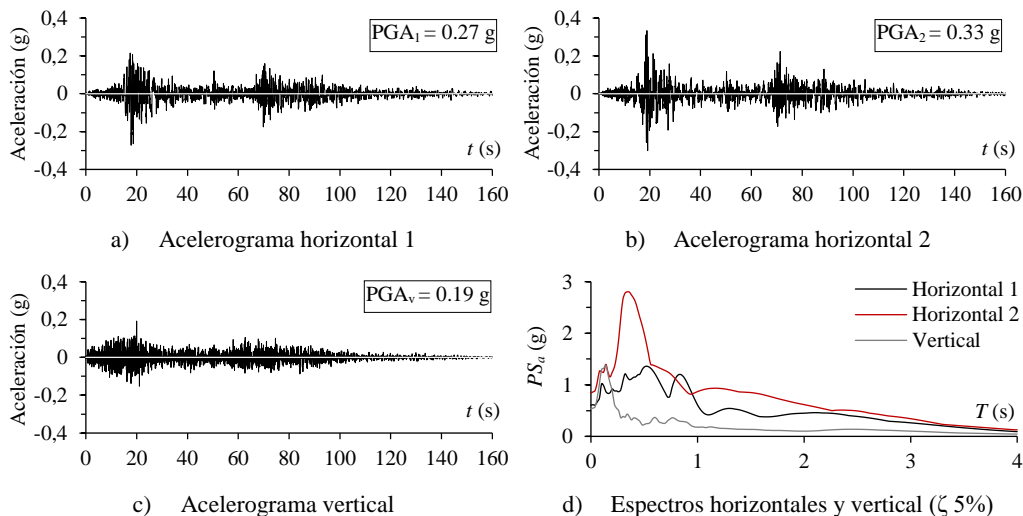 0,4
0,2
0
-0,2
-0,4
Aceleración (g)
PGA1 = 0.27 g
t (s)
0 20 40 60 80 100 120 140 160
a) Acelerograma horizontal 1
0,4
0,2
0
-0,2
-0,4
Aceleración (g)
PGA2 = 0.33 g
t (s)
0 20 40 60 80 100 120 140 160
b) Acelerograma horizontal 2
0,4
0,2
0
-0,2
-0,4
Aceleración (g)
PGAv = 0.19 g
t (s)
0 20 40 60 80 100 120 140 160
c) Acelerograma vertical
3
2
1
0
PSa (g)
Horizontal 1
Horizontal 2
Vertical
T (s)
0 1 2 3 4
d) Espectros horizontales y vertical (ζ 5%)